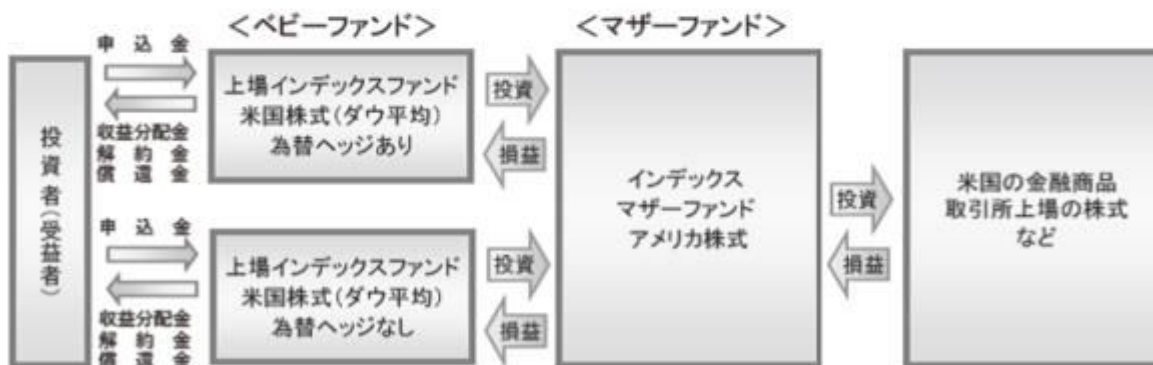 ＜ベビーファンド＞
＜マザーファンド＞
投資者(受益者)
申込金
収益分配金
解約金
償還金
上場インデックスファンド
米国株式(ダウ平均)
為替ヘッジあり
投資
損益
申込金
収益分配金
解約金
償還金
上場インデックスファンド
米国株式(ダウ平均)
為替ヘッジなし
投資
損益
インデックス
マザーファンド
アメリカ株式
投資
損益
米国の金融商品
取引所上場の株式
など